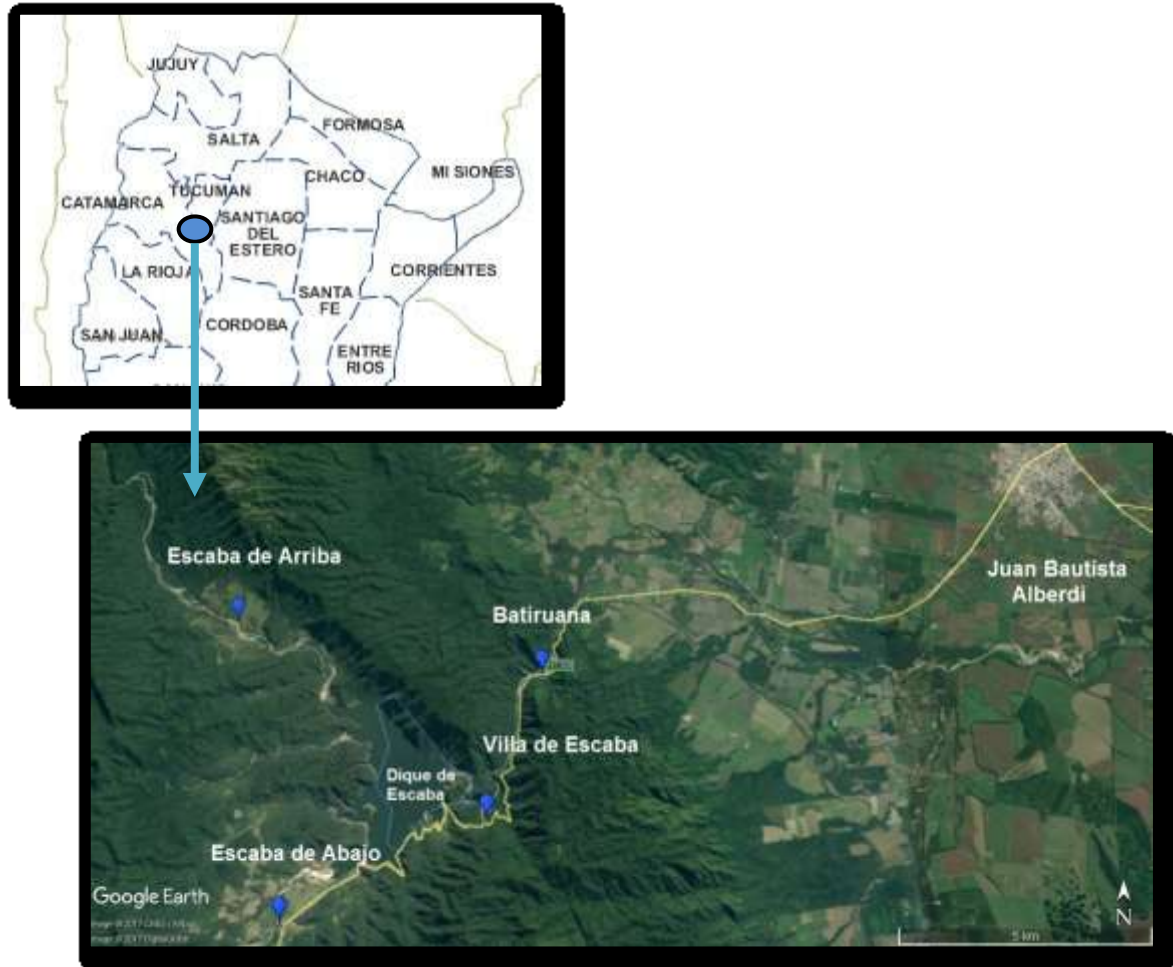 JUJUY
SALTA
FORMOSA
CHACO
MI SIONES
TUCUMAN
CATAMARCA
SANTIAGO
DEL
ESTERO
LA RIOJA
CORRIENTES
SANTA
FE
CORDOBA
SAN JUAN
ENTRE
RIOS
Escaba de Arriba
Juan Bautista
Alberdi
Batiruana
Villa de Escaba
Dique de
Escaba
Escaba de Abajo
Google Earth
N
5 km